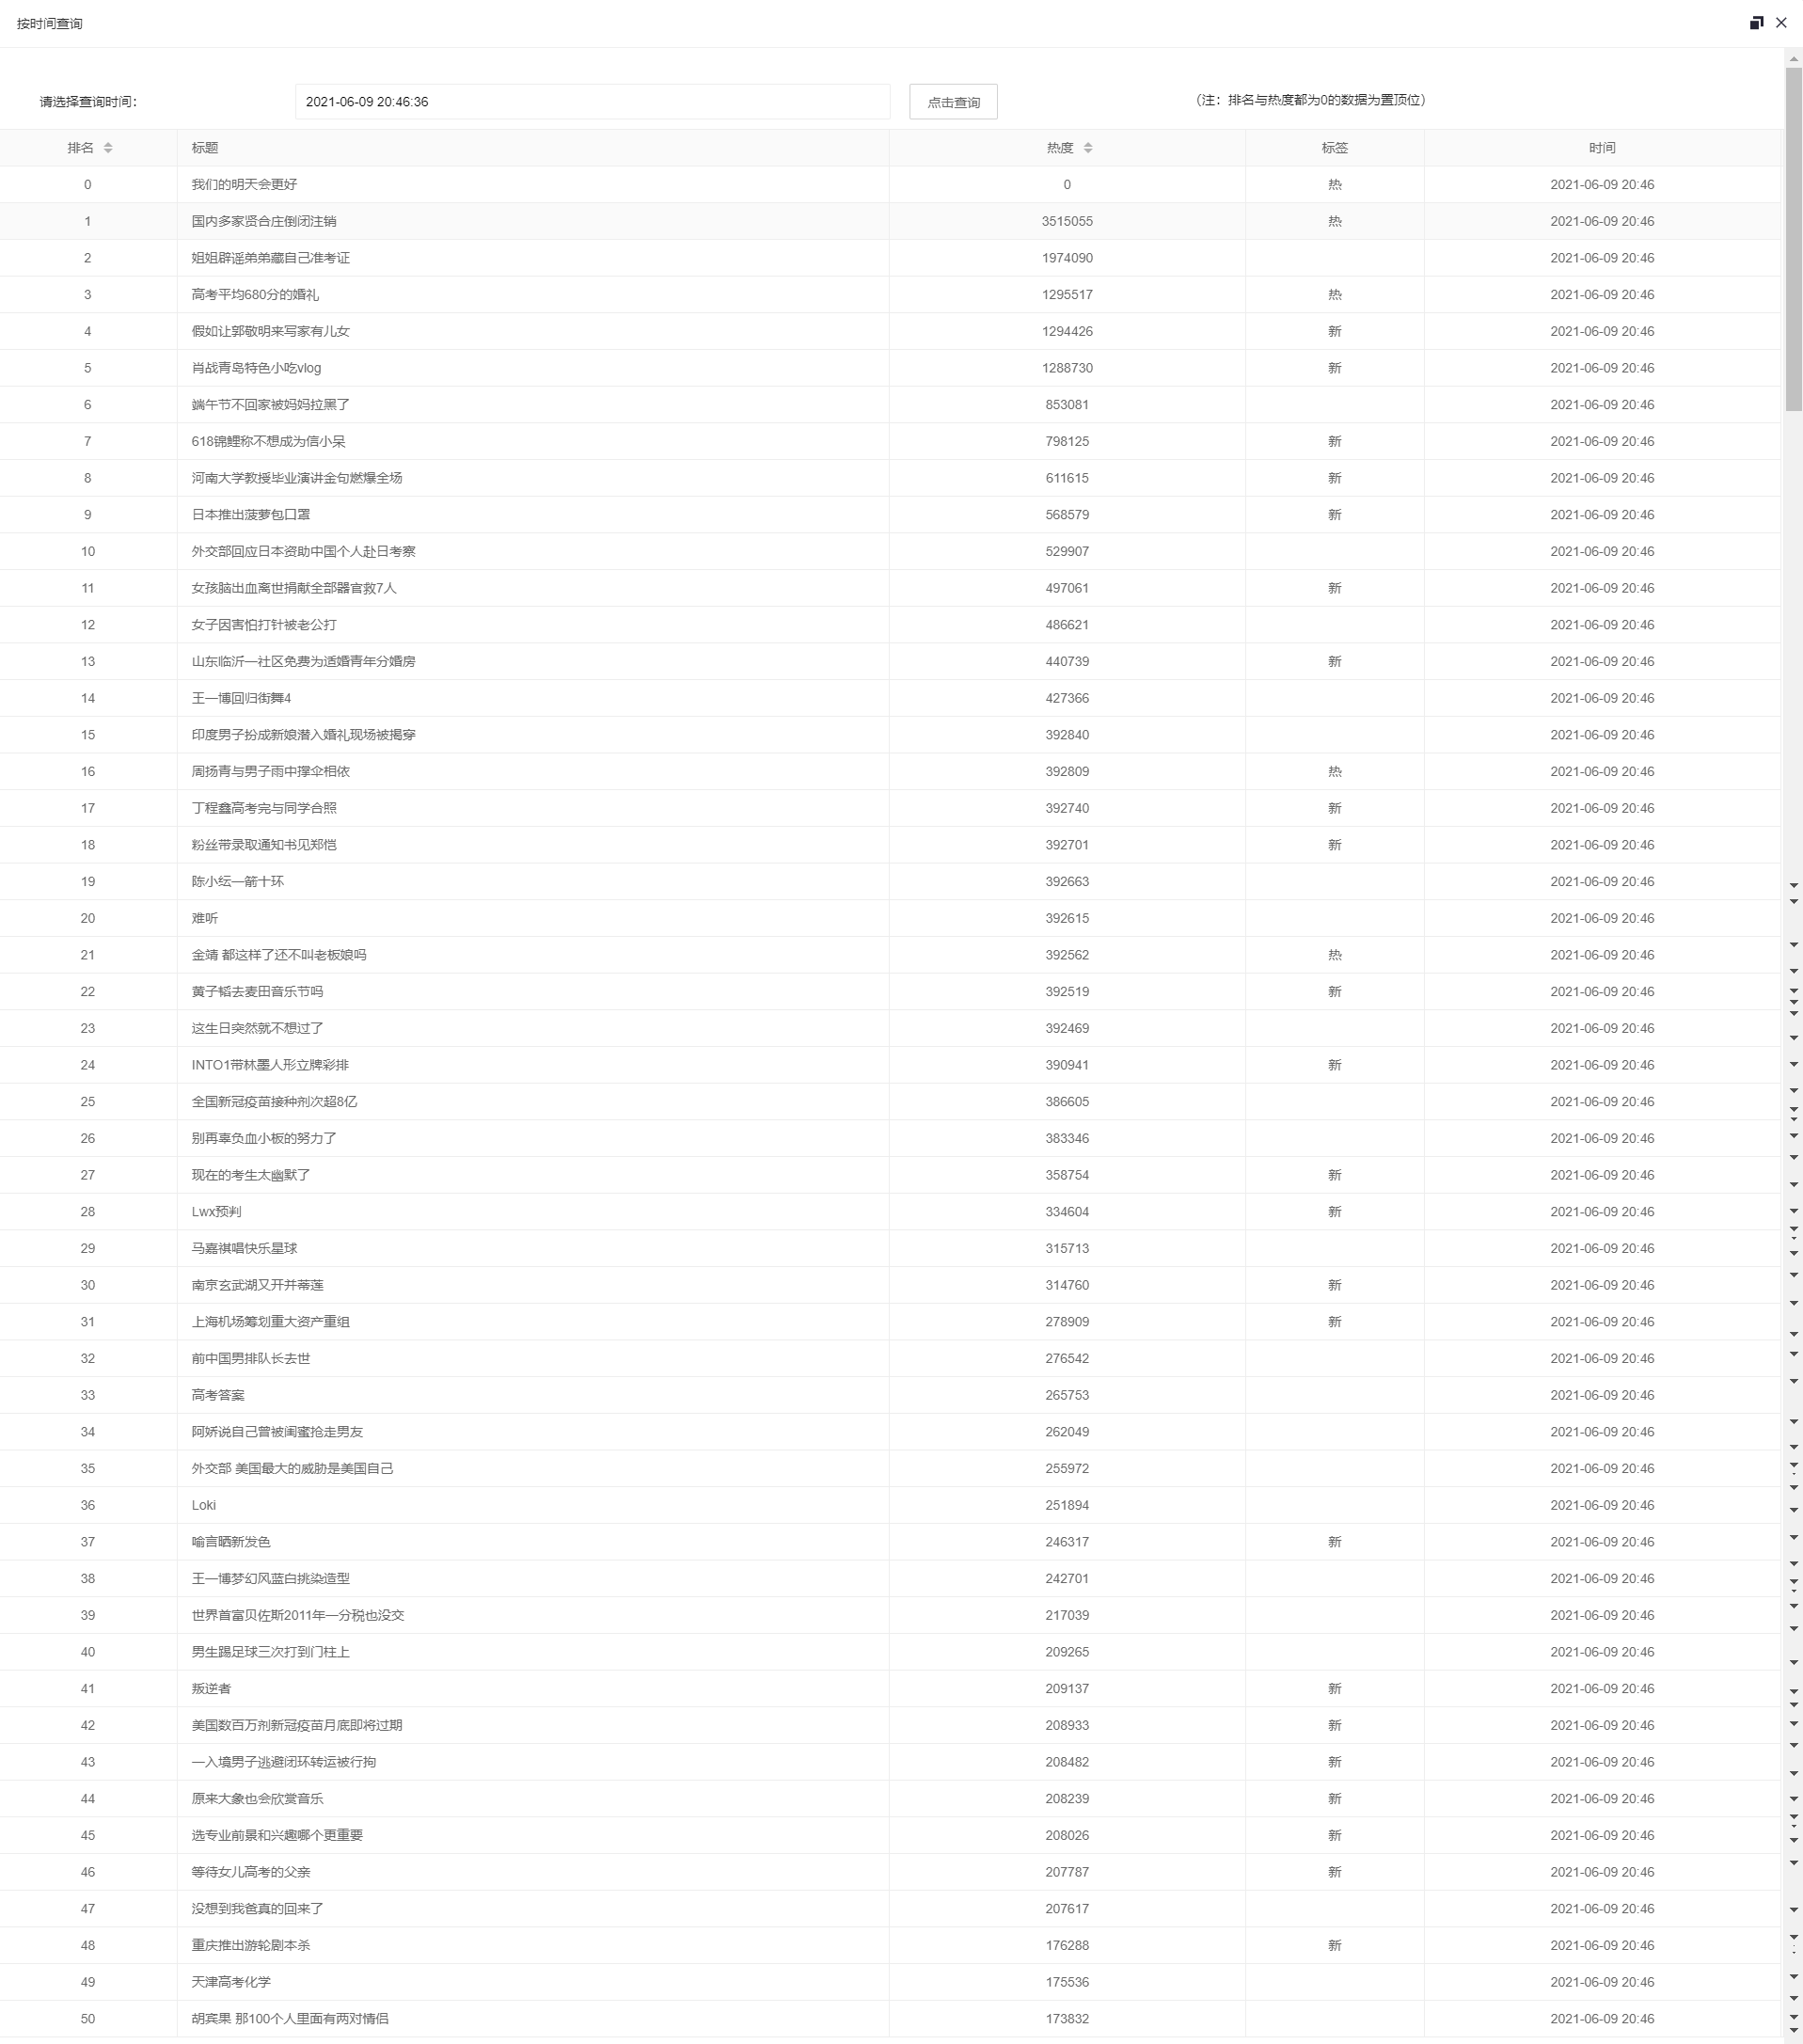 按时间查询
请选择查询时间： 2021-06-09 20:46:36 点击查询 （注：排名与热度都为0的数据为置顶位）
排名 标题 热度 标签 时间
0 我们的明天会更好 0 热 2021-06-09 20:46
1 国内多家贤合庄倒闭注销 3515055 热 2021-06-09 20:46
2 姐姐辟谣弟弟藏自己准考证 1974090 2021-06-09 20:46
3 高考平均680分的婚礼 1295517 热 2021-06-09 20:46
4 假如让郭敬明来写家有儿女 1294426 新 2021-06-09 20:46
5 肖战青岛特色小吃vlog 1288730 新 2021-06-09 20:46
6 端午节不回家被妈妈拉黑了 853081 2021-06-09 20:46
7 618锦鲤称不想成为信小呆 798125 新 2021-06-09 20:46
8 河南大学教授毕业演讲金句燃爆全场 611615 新 2021-06-09 20:46
9 日本推出菠萝包口罩 568579 新 2021-06-09 20:46
10 外交部回应日本资助中国个人赴日考察 529907 2021-06-09 20:46
11 女孩脑出血离世捐献全部器官救7人 497061 新 2021-06-09 20:46
12 女子因害怕打针被老公打 486621 2021-06-09 20:46
13 山东临沂一社区免费为适婚青年分婚房 440739 新 2021-06-09 20:46
14 王一博回归街舞4 427366 2021-06-09 20:46
15 印度男子扮成新娘潜入婚礼现场被揭穿 392840 2021-06-09 20:46
16 周扬青与男子雨中撑伞相依 392809 热 2021-06-09 20:46
17 丁程鑫高考完与同学合照 392740 新 2021-06-09 20:46
18 粉丝带录取通知书见郑恺 392701 新 2021-06-09 20:46
19 陈小纭一箭十环 392663 2021-06-09 20:46
20 难听 392615 2021-06-09 20:46
21 金靖 都这样了还不叫老板娘吗 392562 热 2021-06-09 20:46
22 黄子韬去麦田音乐节吗 392519 新 2021-06-09 20:46
23 这生日突然就不想过了 392469 2021-06-09 20:46
24 INTO1带林墨人形立牌彩排 390941 新 2021-06-09 20:46
25 全国新冠疫苗接种剂次超8亿 386605 2021-06-09 20:46
26 别再辜负血小板的努力了 383346 2021-06-09 20:46
27 现在的考生太幽默了 358754 新 2021-06-09 20:46
28 Lwx预判 334604 新 2021-06-09 20:46
29 马嘉祺唱快乐星球 315713 2021-06-09 20:46
30 南京玄武湖又开并蒂莲 314760 新 2021-06-09 20:46
31 上海机场筹划重大资产重组 278909 新 2021-06-09 20:46
32 前中国男排队长去世 276542 2021-06-09 20:46
33 高考答案 265753 2021-06-09 20:46
34 阿娇说自己曾被闺蜜抢走男友 262049 2021-06-09 20:46
35 外交部 美国最大的威胁是美国自己 255972 2021-06-09 20:46
36 Loki 251894 2021-06-09 20:46
37 喻言晒新发色 246317 新 2021-06-09 20:46
38 王一博梦幻风蓝白挑染造型 242701 2021-06-09 20:46
39 世界首富贝佐斯2011年一分税也没交 217039 2021-06-09 20:46
40 男生踢足球三次打到门柱上 209265 2021-06-09 20:46
41 叛逆者 209137 新 2021-06-09 20:46
42 美国数百万剂新冠疫苗月底即将过期 208933 新 2021-06-09 20:46
43 一入境男子逃避闭环转运被行拘 208482 新 2021-06-09 20:46
44 原来大象也会欣赏音乐 208239 新 2021-06-09 20:46
45 选专业前景和兴趣哪个更重要 208026 新 2021-06-09 20:46
46 等待女儿高考的父亲 207787 新 2021-06-09 20:46
47 没想到我爸真的回来了 207617 2021-06-09 20:46
48 重庆推出游轮剧本杀 176288 新 2021-06-09 20:46
49 天津高考化学 175536 2021-06-09 20:46
50 胡宾果 那100个人里面有两对情侣 173832 2021-06-09 20:46